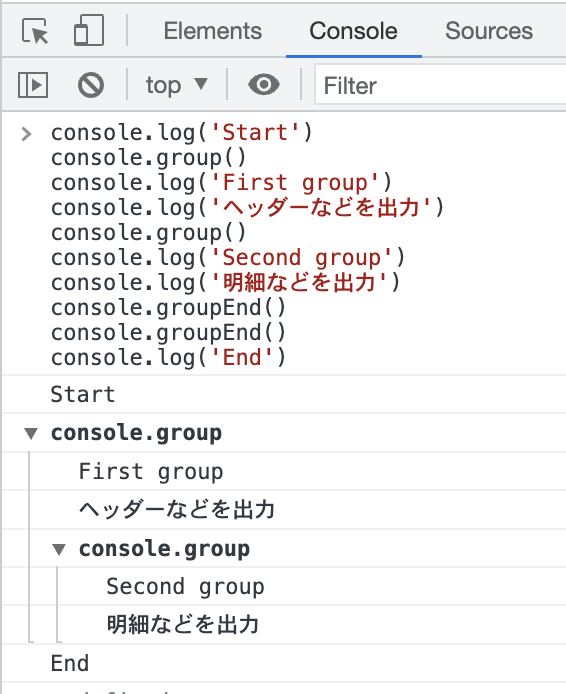 Elements Console Sources
top ▼ Filter
> console.log('Start')
console.group()
console.log('First group')
console.log('ヘッダーなどを出力')
console.group()
console.log('Second group')
console.log('明細などを出力')
console.groupEnd()
console.groupEnd()
console.log('End')
Start
▼ console.group
First group
ヘッダーなどを出力
▼ console.group
Second group
明細などを出力
End